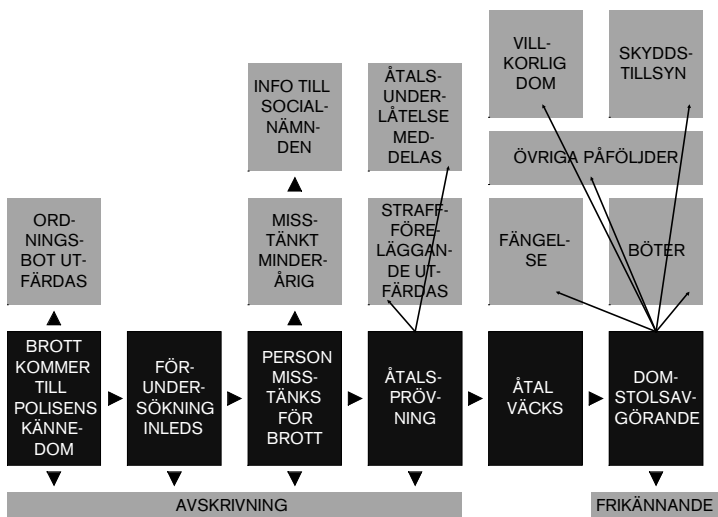 VILL-
KORLIG
DOM
SKYDDS-
TILLSYN
INFO TILL
SOCIAL-
NÄMN-
DEN
ÅTALS-
UNDER-
LÅTELSE
MED-
DELAS
ÖVRIGA PÅFÖLJDER
ORD-
NINGS-
BOT UT-
FÄRDAS
MISS-
TÄNKT
MINDER-
ÅRIG
STRAFF-
FÖRE-
LÄGGAN-
DE UT-
FÄRDAS
FÄNGEL-
SE
BÖTER
BROTT
KOMMER
TILL
POLISENS
KÄNNE-
DOM
FÖR-
UNDER-
SÖKNING
INLEDS
PERSON
MISS-
TÄNKS
FÖR
BROTT
ÅTALS-
PRÖV-
NING
ÅTAL
VÄCKS
DOM-
STOLSAV-
GÖRANDE
AVSKRIVNING
FRIKÄNNANDE